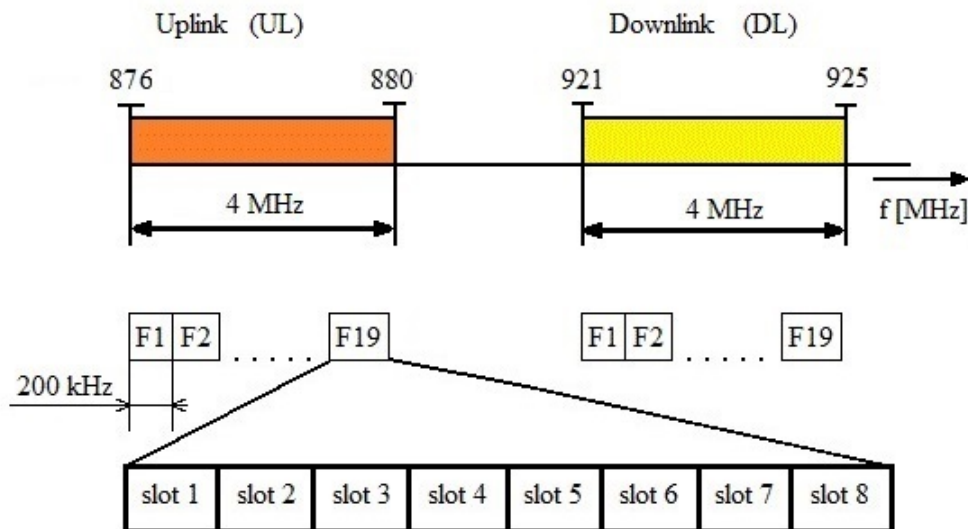 Uplink (UL) Downlink (DL)
876 880 921 925
4 MHz 4 MHz f [MHz]
F1 F2 ...... F19 F1 F2 ..... F19
200 kHz
slot 1 slot 2 slot 3 slot 4 slot 5 slot 6 slot 7 slot 8